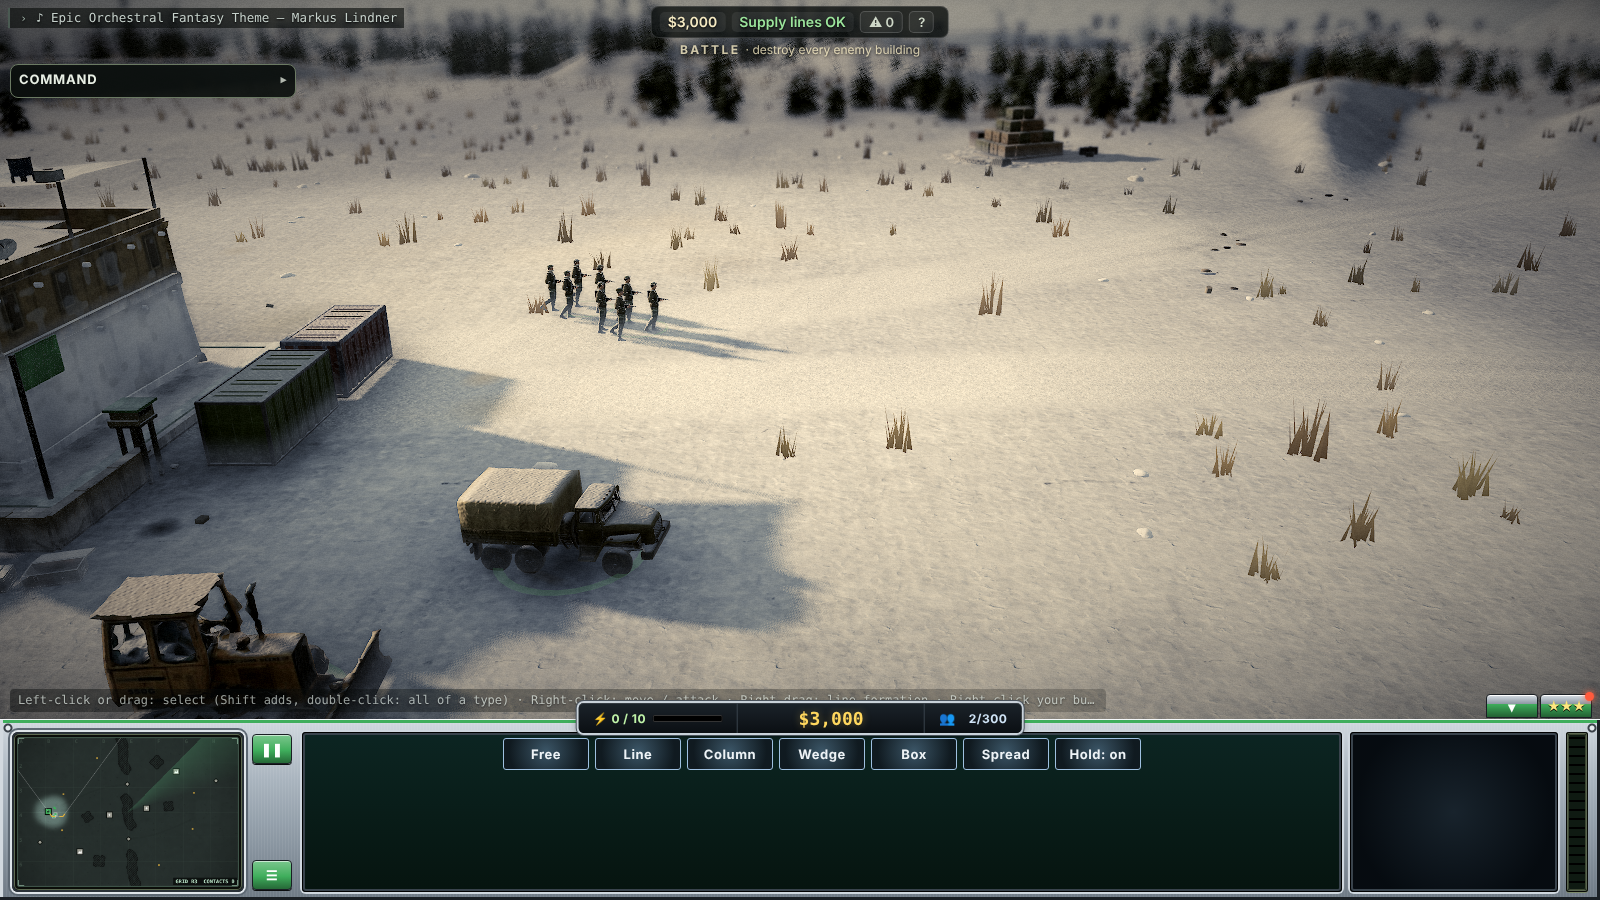 › ♪ Epic Orchestral Fantasy Theme — Markus Lindner
$3,000 Supply lines OK ⚠ 0 ?
BATTLE · destroy every enemy building
COMMAND ▸
Left-click or drag: select (Shift adds, double-click: all of a type) · Right-click: move / attack · Right-drag: line formation · Right-click your bu…
⚡ 0 / 10 $3,000 👥 2/300
▼ ★★★
Free Line Column Wedge Box Spread Hold: on